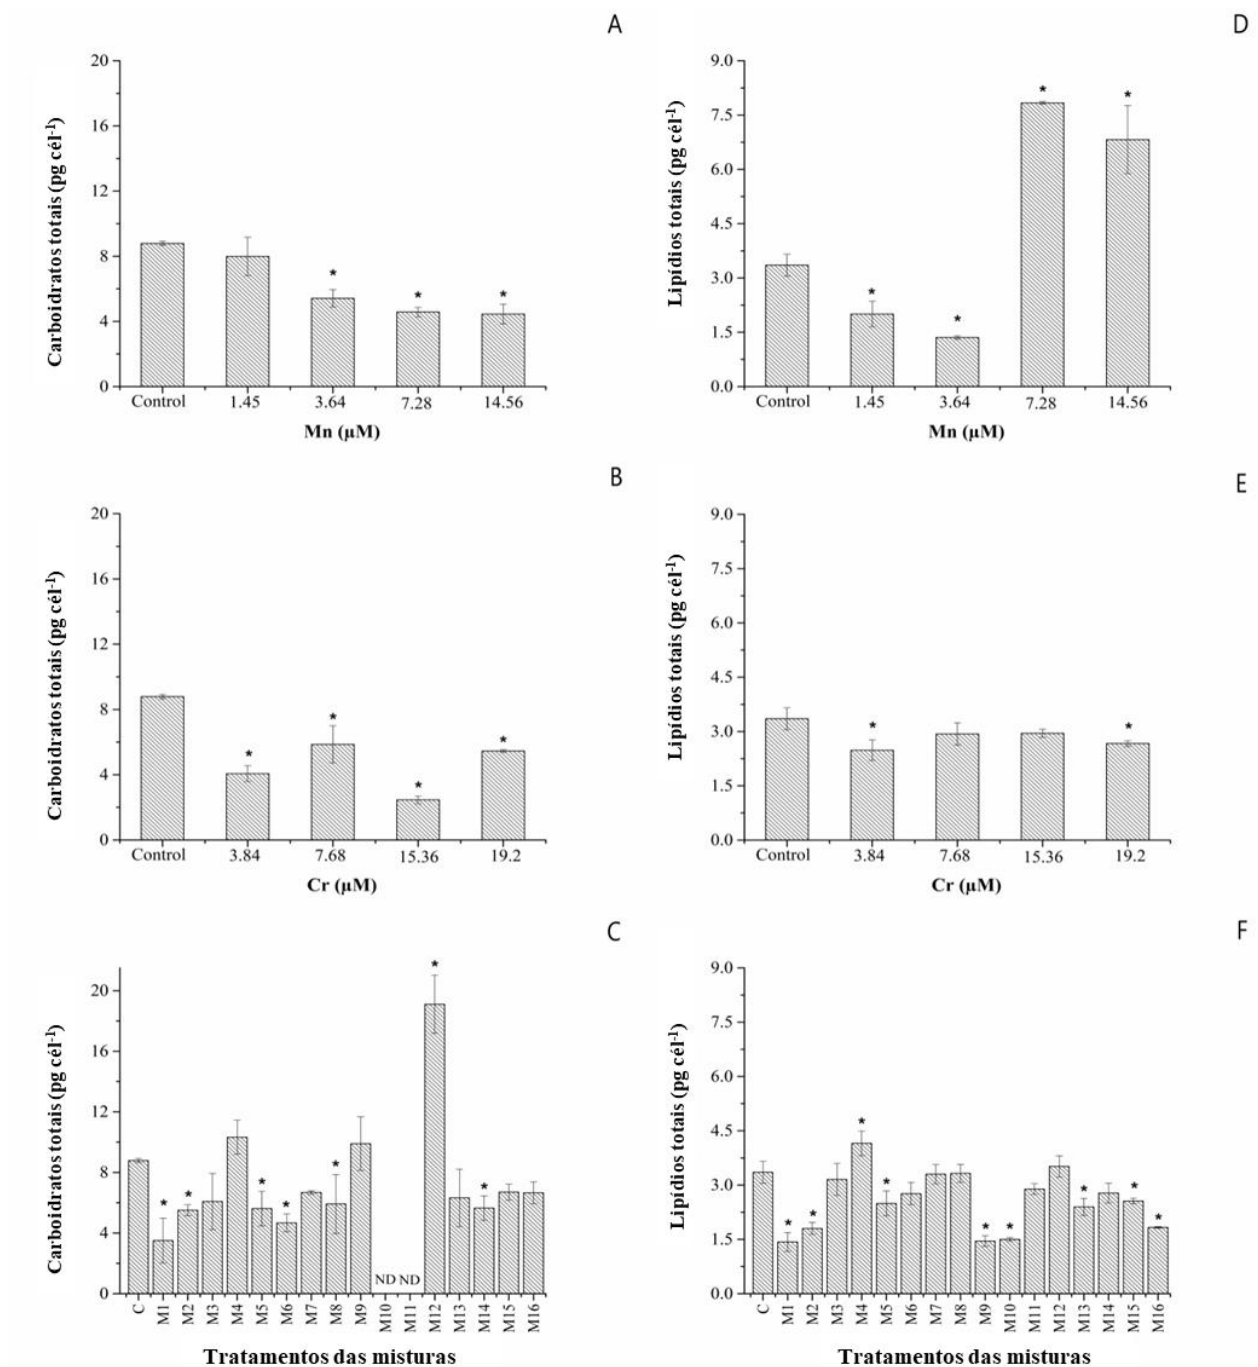 A
Carboidratos totais (pg cél-1)
20
16
12
8
4
0
*
*
*
Control
1.45
3.64
7.28
14.56
Mn (µM)
D
Lipídios totais (pg cél-1)
9.0
7.5
6.0
4.5
3.0
1.5
0.0
*
*
*
*
Control
1.45
3.64
7.28
14.56
Mn (µM)
B
Carboidratos totais (pg cél-1)
20
16
12
8
4
0
*
*
*
*
Control
3.84
7.68
15.36
19.2
Cr (µM)
E
Lipídios totais (pg cél-1)
9.0
7.5
6.0
4.5
3.0
1.5
0.0
*
*
Control
3.84
7.68
15.36
19.2
Cr (µM)
C
Carboidratos totais (pg cél-1)
20
16
12
8
4
0
*
*
*
*
*
ND ND
*
*
C
M1
M2
M3
M4
M5
M6
M7
M8
M9
M10
M11
M12
M13
M14
M15
M16
Tratamentos das misturas
F
Lipídios totais (pg cél-1)
9.0
7.5
6.0
4.5
3.0
1.5
0.0
*
*
*
*
*
*
*
*
*
C
M1
M2
M3
M4
M5
M6
M7
M8
M9
M10
M11
M12
M13
M14
M15
M16
Tratamentos das misturas